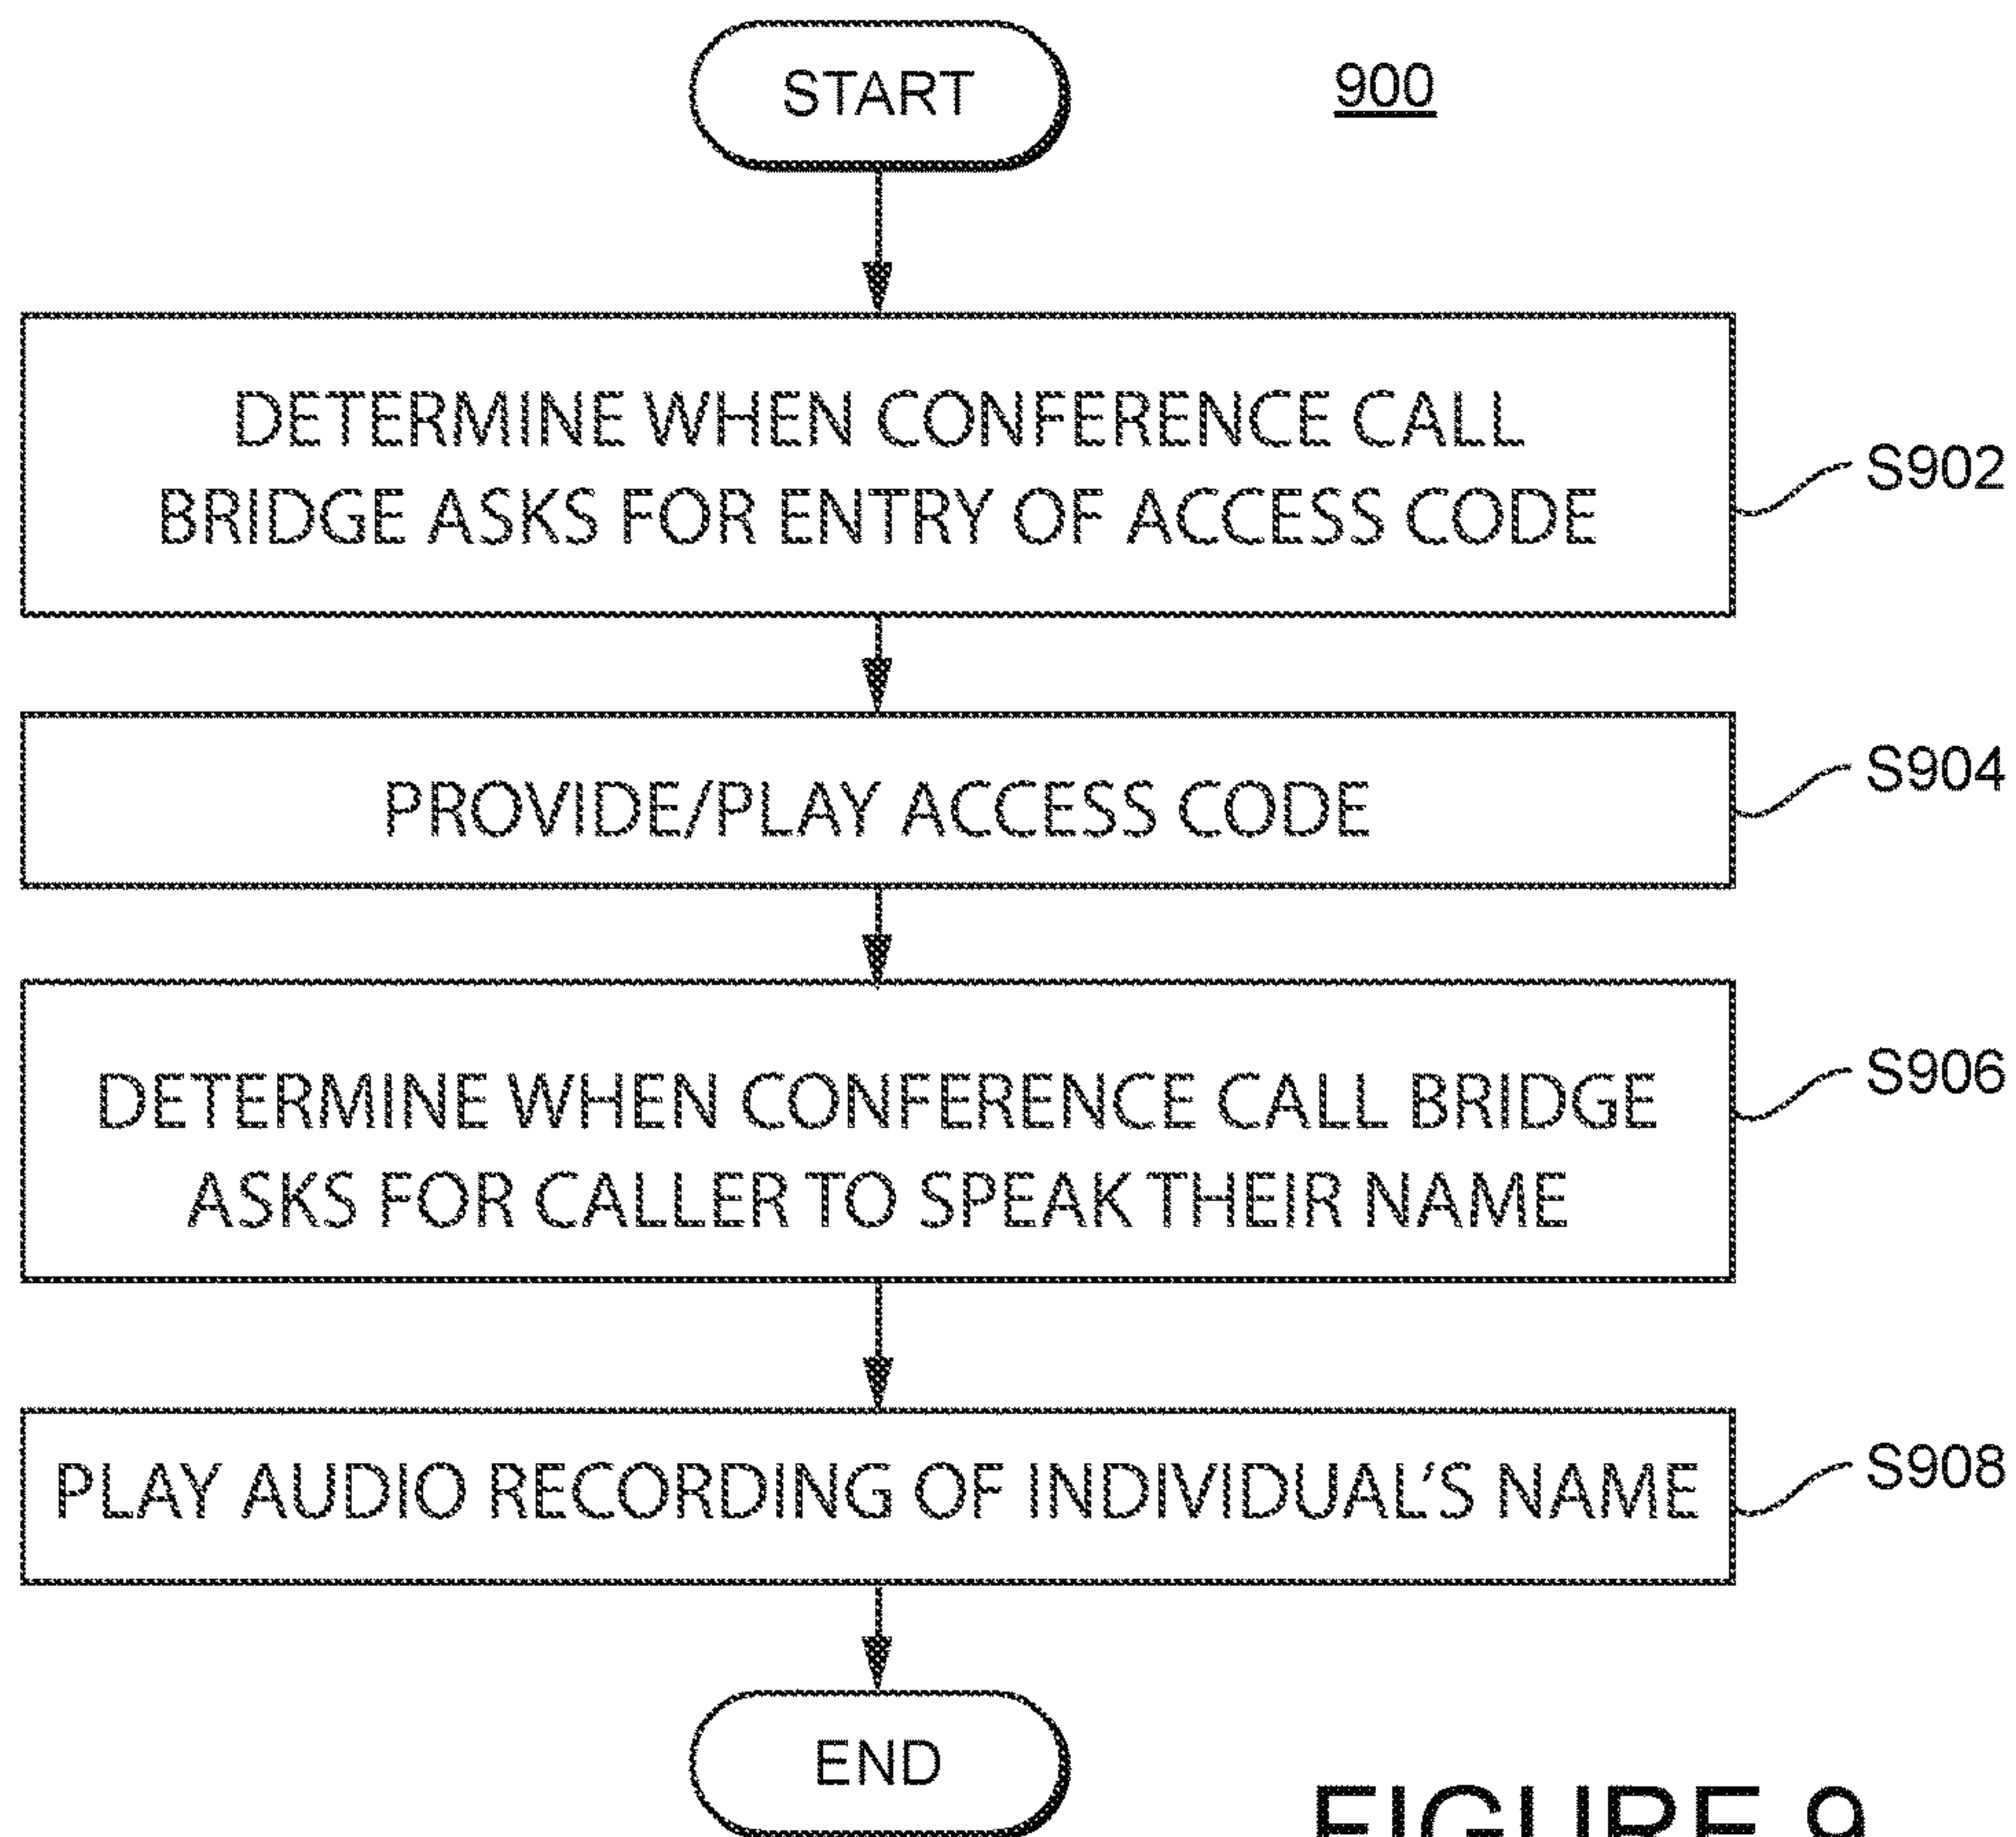 START
900
DETERMINE WHEN CONFERENCE CALL
BRIDGE ASKS FOR ENTRY OF ACCESS CODE
S902
PROVIDE/PLAY ACCESS CODE
S904
DETERMINE WHEN CONFERENCE CALL BRIDGE
ASKS FOR CALLER TO SPEAK THEIR NAME
S906
PLAY AUDIO RECORDING OF INDIVIDUAL'S NAME
S908
END
FIGURE 9